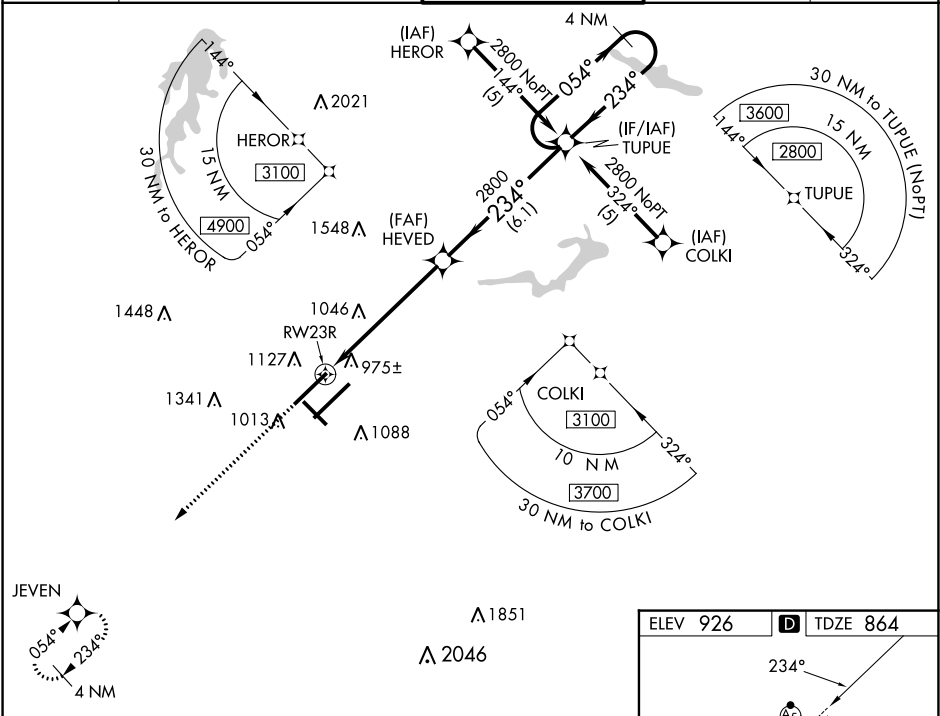 (IAF)
HEROR
2800 NoPT
144°
(5)
4 NM
054°
234°
(IF/IAF)
TUPUE
2800
234°
(6.1)
2800 NoPT
324°
(5)
(IAF)
COLKI
(FAF)
HEVED
144°
HEROR
3100
15 NM
4900
054°
30 NM to HEROR
2021
1548
30 NM to TUPUE (NoPT)
3600
15 NM
144°
2800
TUPUE
324°
1448
1046
RW23R
1127
975±
1341
1013
1088
COLKI
054°
3100
324°
10 NM
3700
30 NM to COLKI
JEVEN
054°
234°
4 NM
1851
2046
ELEV 926
D
TDZE 864
234°
A5